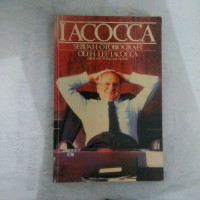 IACOCCA
SEBUAH OTOBIOGRAFI
OLEH LEE IACOCCA